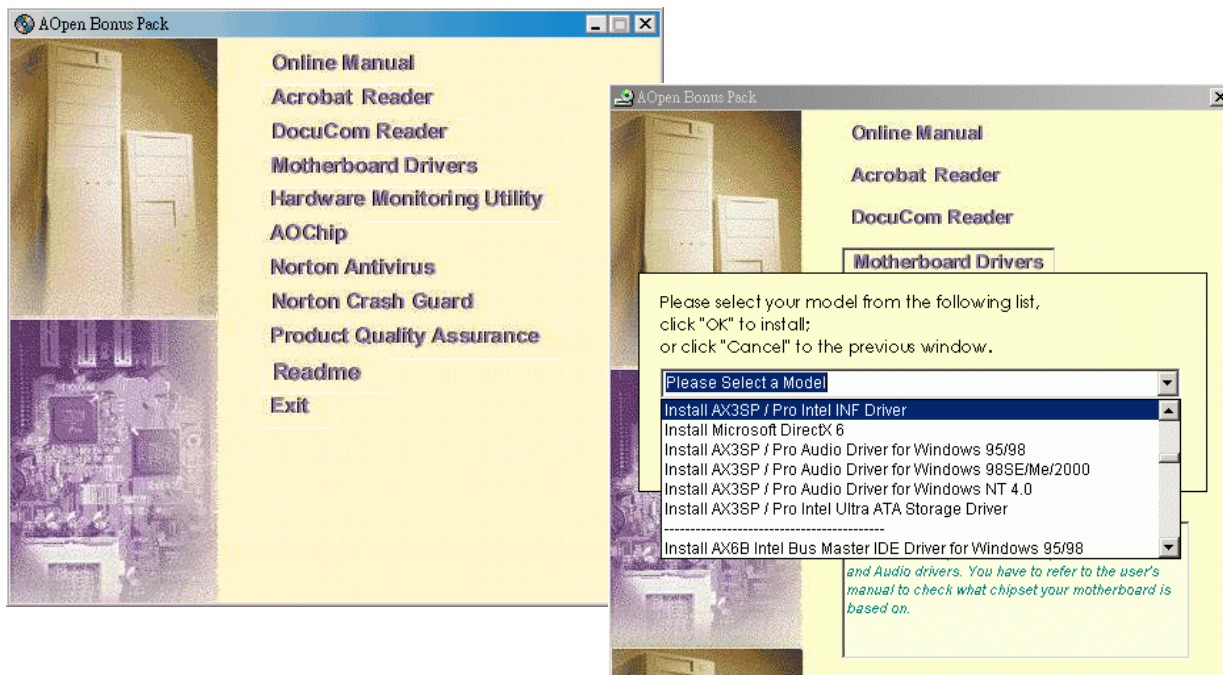 AOpen Bonus Pack
Online Manual
Acrobat Reader
DocuCom Reader
Motherboard Drivers
Hardware Monitoring Utility
AOChip
Norton Antivirus
Norton Crash Guard
Product Quality Assurance
Readme
Exit
AOpen Bonus Pack
Online Manual
Acrobat Reader
DocuCom Reader
Motherboard Drivers
Please select your model from the following list,
click "OK" to install;
or click "Cancel" to the previous window.
Please Select a Model
Install AX3SP / Pro Intel INF Driver
Install Microsoft DirectX 6
Install AX3SP / Pro Audio Driver for Windows 95/98
Install AX3SP / Pro Audio Driver for Windows 98SE/Me/2000
Install AX3SP / Pro Audio Driver for Windows NT 4.0
Install AX3SP / Pro Intel Ultra ATA Storage Driver
------------------------------------------
Install AX6B Intel Bus Master IDE Driver for Windows 95/98
and Audio drivers. You have to refer to the user's
manual to check what chipset your motherboard is
based on.